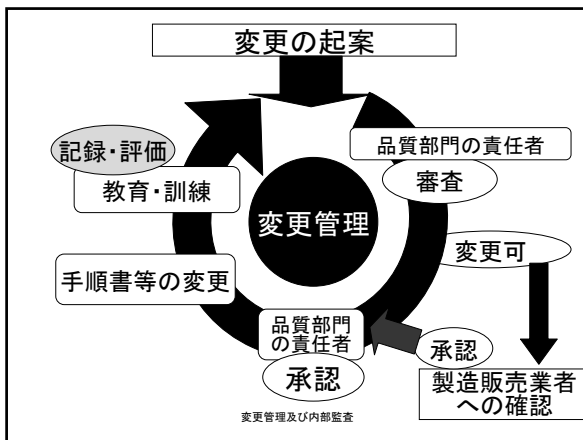 変更の起案
品質部門の責任者
審査
変更可
製造販売業者
への確認
承認
品質部門
の責任者
承認
手順書等の変更
教育・訓練
記録・評価
変更管理
変更管理及び内部監査